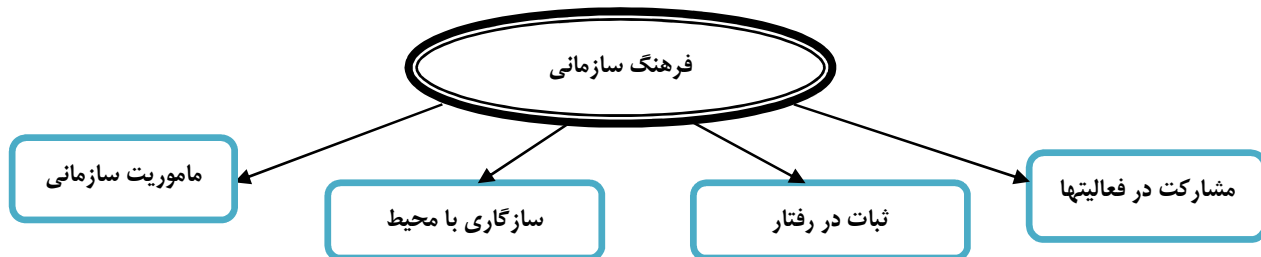 فرهنگ سازمانی
مشارکت در فعالیتها
ثبات در رفتار
سازگاری با محیط
ماموریت سازمانی